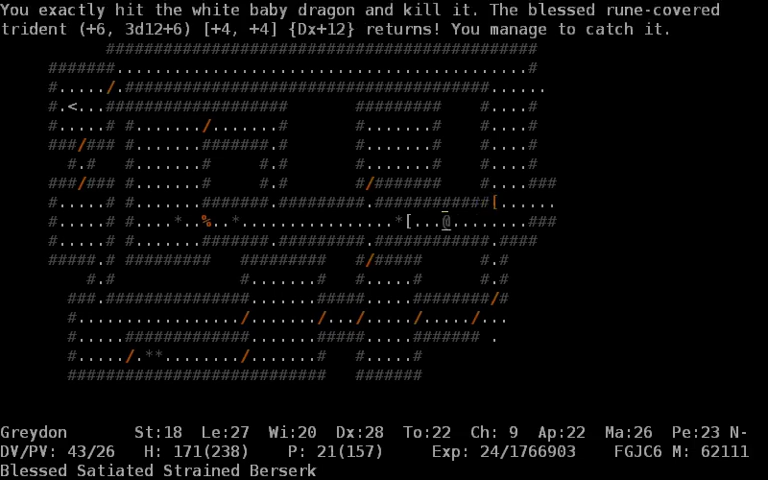 You exactly hit the white baby dragon and kill it. The blessed rune-covered
trident (+6, 3d12+6) [+4, +4] {Dx+12} returns! You manage to catch it.
Greydon St:18 Le:27 Wi:20 Dx:28 To:22 Ch: 9 Ap:22 Ma:26 Pe:23 N-
DV/PV: 43/26 H: 171(238) P: 21(157) Exp: 24/1766903 FGJC6 M: 62111
Blessed Satiated Strained Berserk